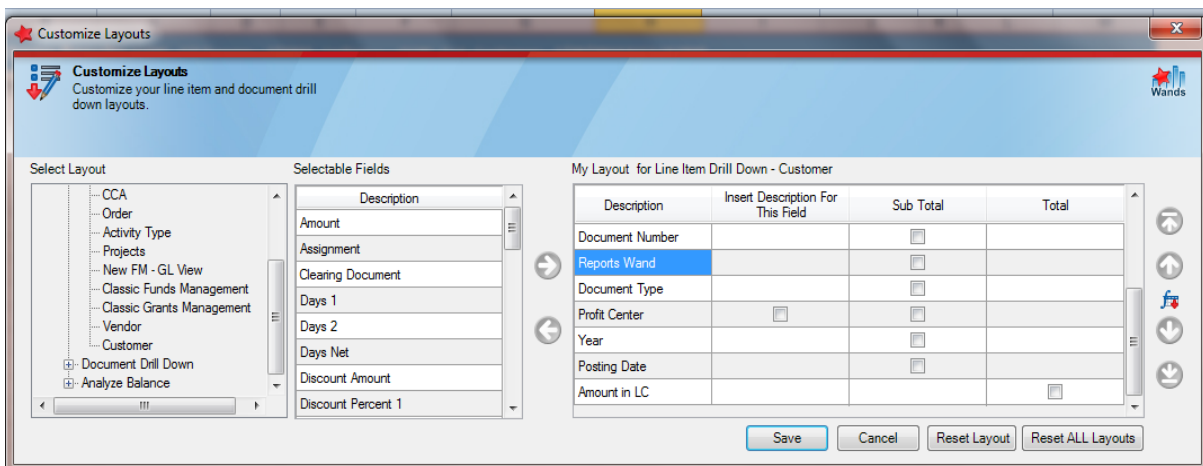 Customize Layouts
Customize Layouts
Customize your line item and document drill
down layouts.
Wands
Select Layout
CCA
Order
Activity Type
Projects
New FM - GL View
Classic Funds Management
Classic Grants Management
Vendor
Customer
Document Drill Down
Analyze Balance
Selectable Fields
Description
Amount
Assignment
Clearing Document
Days 1
Days 2
Days Net
Discount Amount
Discount Percent 1
My Layout for Line Item Drill Down - Customer
Description Insert Description For This Field Sub Total Total
Document Number
Reports Wand
Document Type
Profit Center
Year
Posting Date
Amount in LC
Save Cancel Reset Layout Reset ALL Layouts